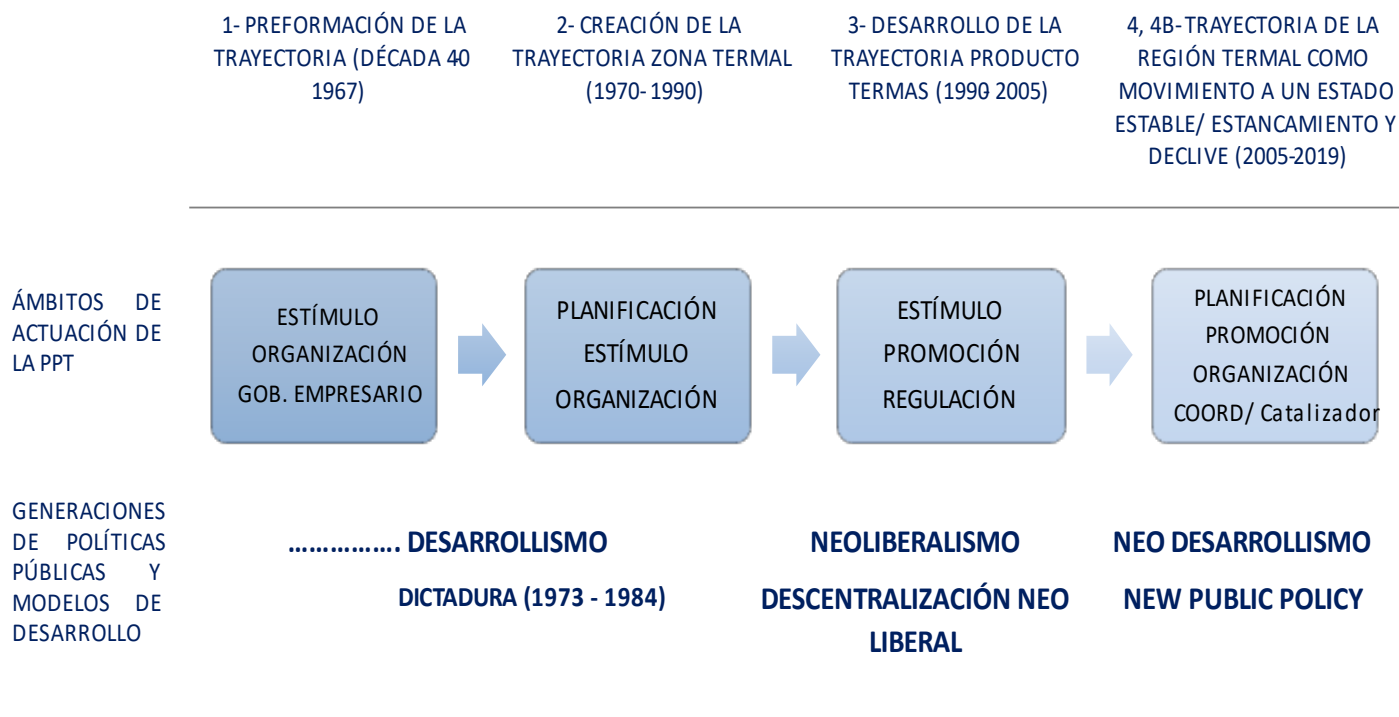 1- PREFORMACIÓN DE LA
TRAYECTORIA (DÉCADA 40
1967)
2- CREACIÓN DE LA
TRAYECTORIA ZONA TERMAL
(1970- 1990)
3- DESARROLLO DE LA
TRAYECTORIA PRODUCTO
TERMAS (1990 2005)
4, 4B- TRAYECTORIA DE LA
REGIÓN TERMAL COMO
MOVIMIENTO A UN ESTADO
ESTABLE/ ESTANCAMIENTO Y
DECLIVE (2005-2019)
ÁMBITOS DE
ACTUACIÓN DE
LA PPT
ESTÍMULO
ORGANIZACIÓN
GOB. EMPRESARIO
PLANIFICACIÓN
ESTÍMULO
ORGANIZACIÓN
ESTÍMULO
PROMOCIÓN
REGULACIÓN
PLANIFICACIÓN
PROMOCIÓN
ORGANIZACIÓN
COORD/ Catalizador
GENERACIONES
DE POLÍTICAS
PÚBLICAS Y
MODELOS DE
DESARROLLO
................ DESARROLLISMO
DICTADURA (1973 - 1984)
NEOLIBERALISMO
DESCENTRALIZACIÓN NEO
LIBERAL
NEO DESARROLLISMO
NEW PUBLIC POLICY